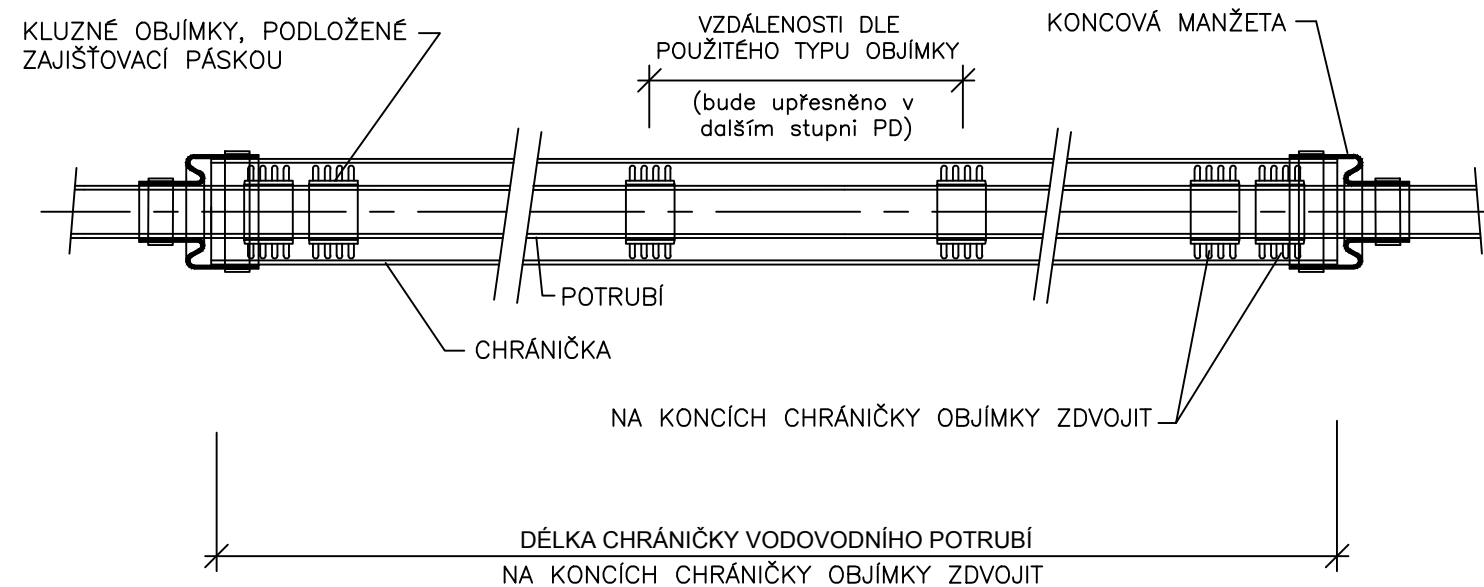 KLUZNÉ OBJÍMKY, PODLOŽENÉ
ZAJIŠŤOVACÍ PÁSKOU
VZDÁLENOSTI DLE
POUŽITÉHO TYPU OBJÍMKY
(bude upřesněno v
dalším stupni PD)
KONCOVÁ MANŽETA
POTRUBÍ
CHRÁNIČKA
NA KONCÍCH CHRÁNIČKY OBJÍMKY ZDVOJIT
DÉLKA CHRÁNIČKY VODOVODNÍHO POTRUBÍ
NA KONCÍCH CHRÁNIČKY OBJÍMKY ZDVOJIT